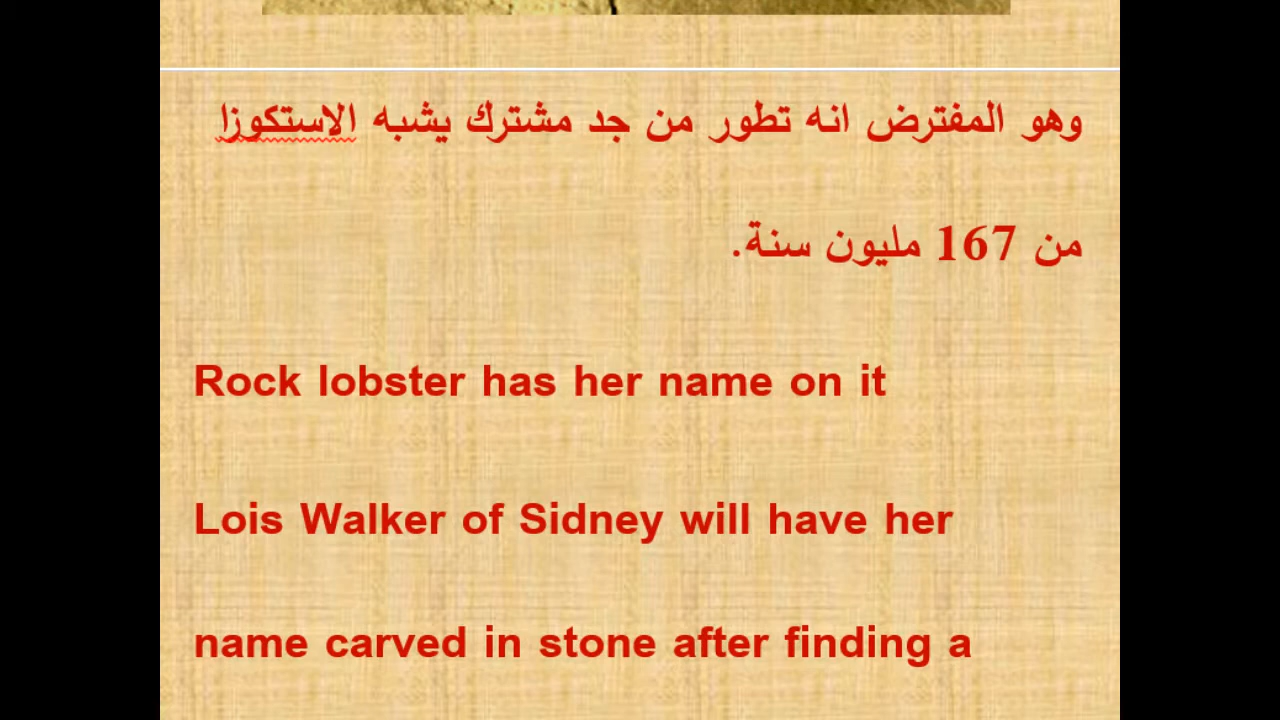 وهو المفترض انه تطور من جد مشترك يشبه الاستكوزا
من 167 مليون سنة.
Rock lobster has her name on it
Lois Walker of Sidney will have her
name carved in stone after finding a